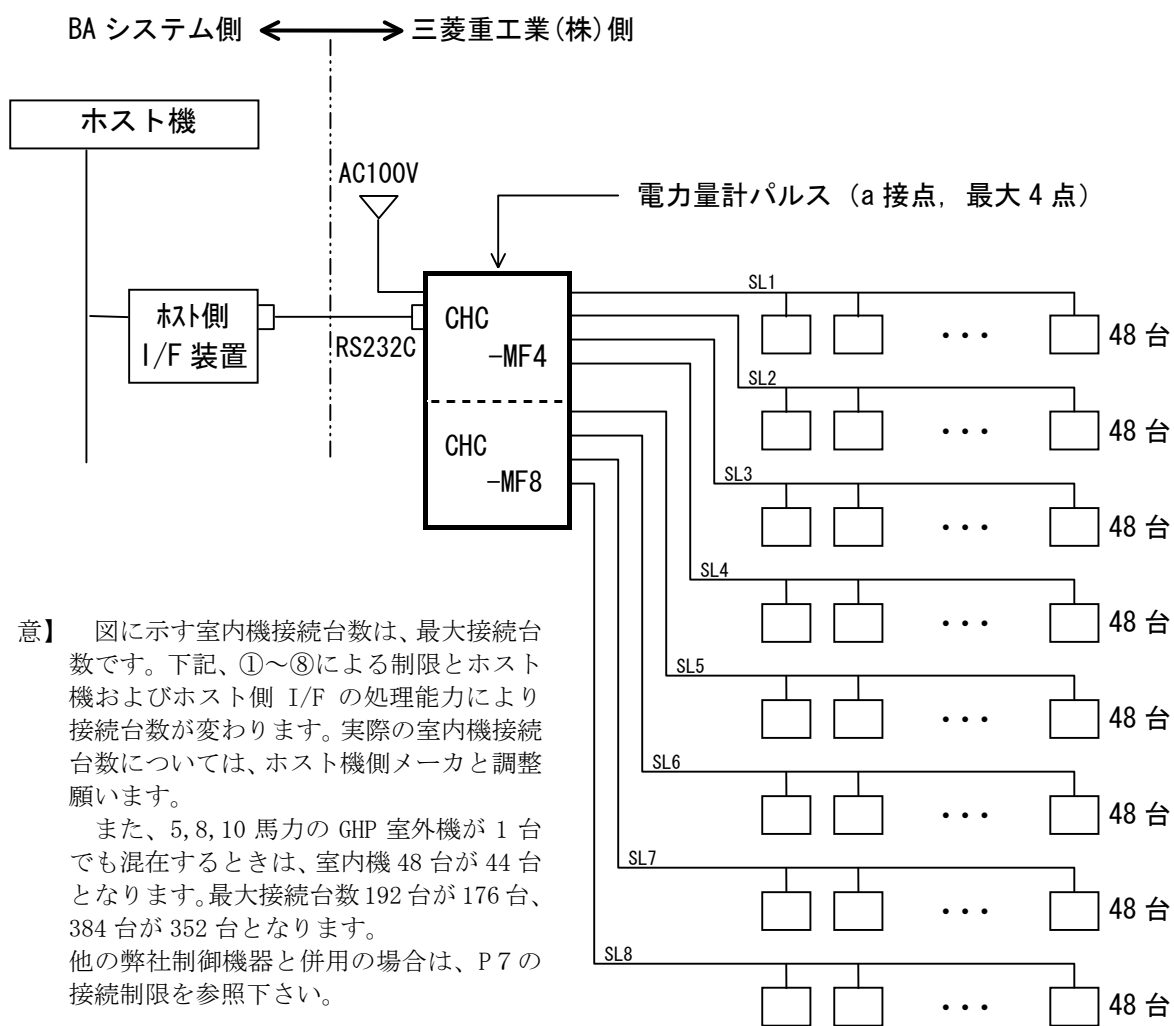 BA システム側 三菱重工業(株)側
ホスト機
AC100V
電力量計パルス（a 接点，最大 4 点）
ﾎｽﾄ側
I/F 装置
RS232C
CHC
-MF4
CHC
-MF8
SL1
・・・ 48 台
SL2
・・・ 48 台
SL3
・・・ 48 台
SL4
・・・ 48 台
SL5
・・・ 48 台
SL6
・・・ 48 台
SL7
・・・ 48 台
SL8
・・・ 48 台
意】 図に示す室内機接続台数は、最大接続台
数です。下記、①～⑧による制限とホスト
機およびホスト側 I/F の処理能力により
接続台数が変わります。実際の室内機接続
台数については、ホスト機側メーカと調整
願います。
また、5,8,10 馬力の GHP 室外機が 1 台
でも混在するときは、室内機 48 台が 44 台
となります。最大接続台数 192 台が 176 台、
384 台が 352 台となります。
他の弊社制御機器と併用の場合は、P７の
接続制限を参照下さい。